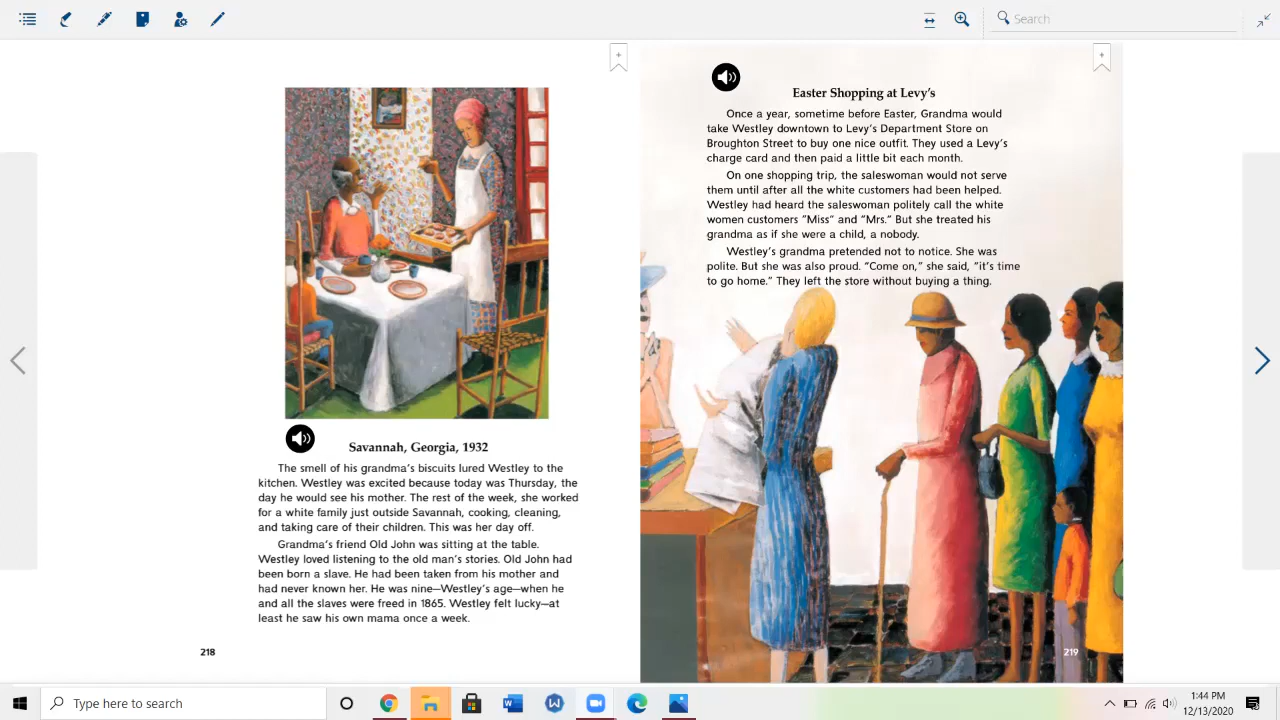 Search
Savannah, Georgia, 1932
The smell of his grandma's biscuits lured Westley to the
kitchen. Westley was excited because today was Thursday, the
day he would see his mother. The rest of the week, she worked
for a white family just outside Savannah, cooking, cleaning,
and taking care of their children. This was her day off.
Grandma's friend Old John was sitting at the table.
Westley loved listening to the old man's stories. Old John had
been born a slave. He had been taken from his mother and
had never known her. He was nine—Westley's age—when he
and all the slaves were freed in 1865. Westley felt lucky—at
least he saw his own mama once a week.
218
Easter Shopping at Levy's
Once a year, sometime before Easter, Grandma would
take Westley downtown to Levy's Department Store on
Broughton Street to buy one nice outfit. They used a Levy's
charge card and then paid a little bit each month.
On one shopping trip, the saleswoman would not serve
them until after all the white customers had been helped.
Westley had heard the saleswoman politely call the white
women customers "Miss" and "Mrs." But she treated his
grandma as if she were a child, a nobody.
Westley's grandma pretended not to notice. She was
polite. But she was also proud. "Come on," she said, "it's time
to go home." They left the store without buying a thing.
219
Type here to search
1:44 PM
12/13/2020